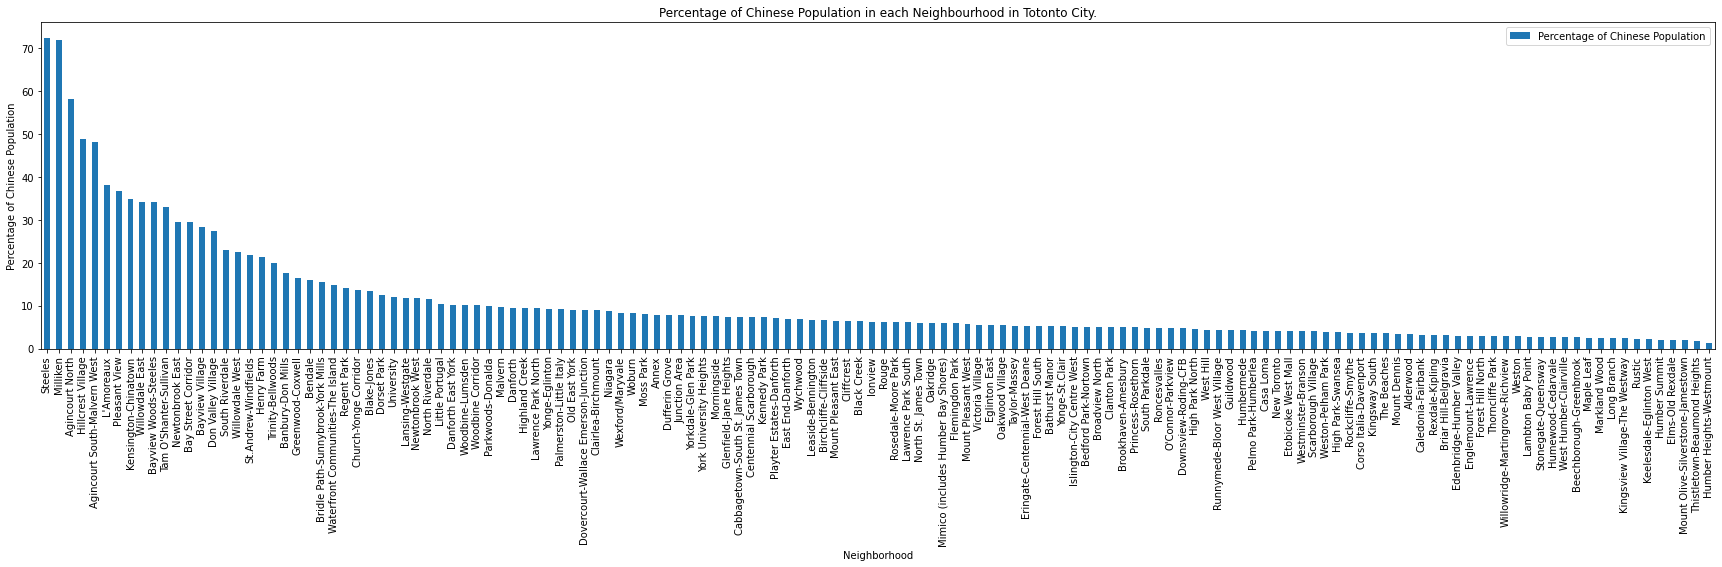 Percentage of Chinese Population in each Neighbourhood in Totonto City.
Percentage of Chinese Population
Percentage of Chinese Population
70
60
50
40
30
20
10
0
Steeles
Milliken
Agincourt North
Hillcrest Village
Agincourt South-Malvern West
L'Amoreaux
Pleasant View
Kensington-Chinatown
Willowdale East
Bayview Woods-Steeles
Tam O'Shanter-Sullivan
Newtonbrook East
Bay Street Corridor
Bayview Village
Don Valley Village
South Riverdale
Willowdale West
St.Andrew-Windfields
Henry Farm
Trinity-Bellwoods
Banbury-Don Mills
Greenwood-Coxwell
Bendale
Bridle Path-Sunnybrook-York Mills
Waterfront Communities-The Island
Regent Park
Church-Yonge Corridor
Blake-Jones
Dorset Park
University
Lansing-Westgate
Newtonbrook West
North Riverdale
Little Portugal
Danforth East York
Woodbine-Lumsden
Woodbine Corridor
Parkwoods-Donalda
Malvern
Danforth
Highland Creek
Lawrence Park North
Yonge-Eglinton
Palmerston-Little Italy
Old East York
Dovercourt-Wallace Emerson-Junction
Clairlea-Birchmount
Niagara
Wexford/Maryvale
Woburn
Moss Park
Annex
Dufferin Grove
Junction Area
Yorkdale-Glen Park
York University Heights
Morningside
Glenfield-Jane Heights
Cabbagetown-South St. James Town
Centennial Scarborough
Kennedy Park
Playter Estates-Danforth
East End-Danforth
Wychwood
Leaside-Bennington
Birchcliffe-Cliffside
Mount Pleasant East
Cliffcrest
Black Creek
Ionview
Rouge
Rosedale-Moore Park
Lawrence Park South
North St. James Town
Oakridge
Mimico (includes Humber Bay Shores)
Flemingdon Park
Mount Pleasant West
Victoria Village
Eglinton East
Oakwood Village
Taylor-Massey
Eringate-Centennial-West Deane
Forest Hill South
Bathurst Manor
Yonge-St.Clair
Islington-City Centre West
Bedford Park-Nortown
Broadview North
Clanton Park
Brookhaven-Amesbury
Princess-Rosethorn
South Parkdale
Roncesvalles
O'Connor-Parkview
Downsview-Roding-CFB
High Park North
West Hill
Runnymede-Bloor West Village
Guildwood
Humbermede
Pelmo Park-Humberlea
Casa Loma
New Toronto
Etobicoke West Mall
Westminster-Branson
Scarborough Village
Weston-Pelham Park
High Park-Swansea
Rockcliffe-Smythe
Corso Italia-Davenport
Kingsway South
The Beaches
Mount Dennis
Alderwood
Caledonia-Fairbank
Rexdale-Kipling
Briar Hill-Belgravia
Edenbridge-Humber Valley
Englemount-Lawrence
Forest Hill North
Thorncliffe Park
Willowridge-Martingrove-Richview
Weston
Lambton Baby Point
Stonegate-Queensway
Humewood-Cedarvale
West Humber-Clairville
Beechborough-Greenbrook
Maple Leaf
Markland Wood
Long Branch
Kingsview Village-The Westway
Rustic
Keelesdale-Eglinton West
Humber Summit
Elms-Old Rexdale
Mount Olive-Silverstone-Jamestown
Thistletown-Beaumond Heights
Humber Heights-Westmount
Neighborhood